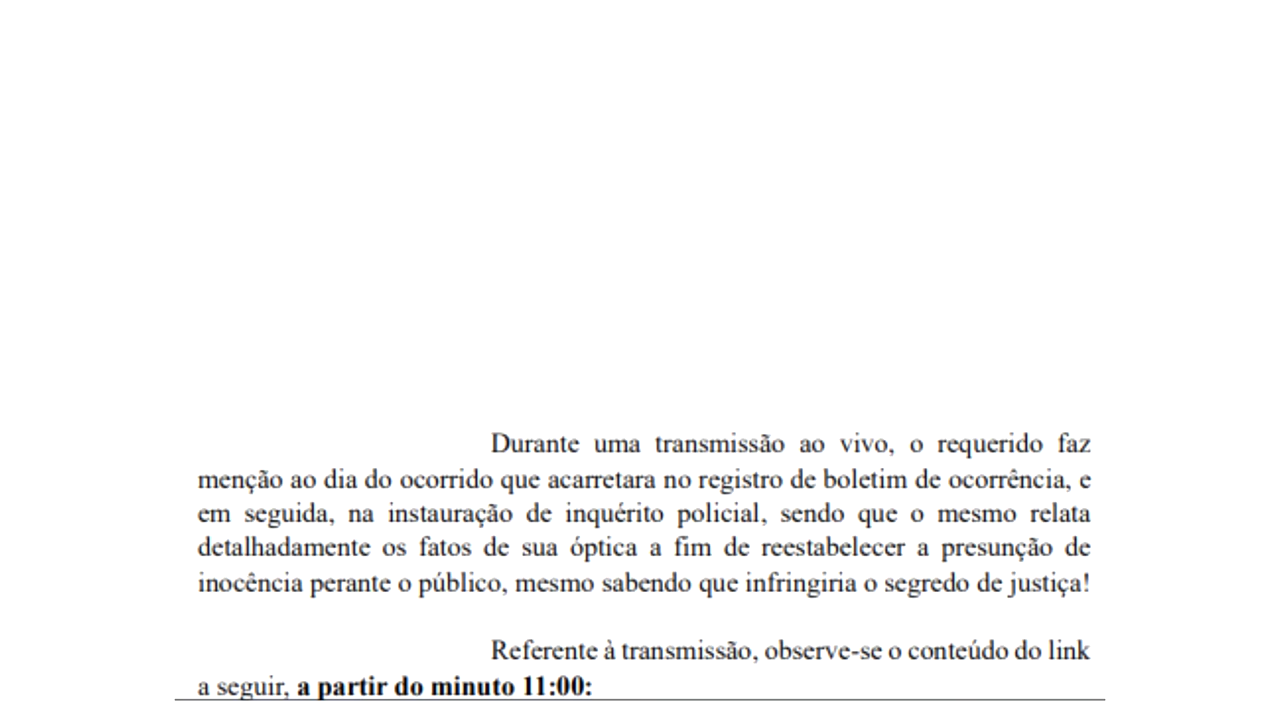 Durante uma transmissão ao vivo, o requerido faz
menção ao dia do ocorrido que acarretara no registro de boletim de ocorrência, e
em seguida, na instauração de inquérito policial, sendo que o mesmo relata
detalhadamente os fatos de sua óptica a fim de reestabelecer a presunção de
inocência perante o público, mesmo sabendo que infringiria o segredo de justiça!
Referente à transmissão, observe-se o conteúdo do link
a seguir, a partir do minuto 11:00: